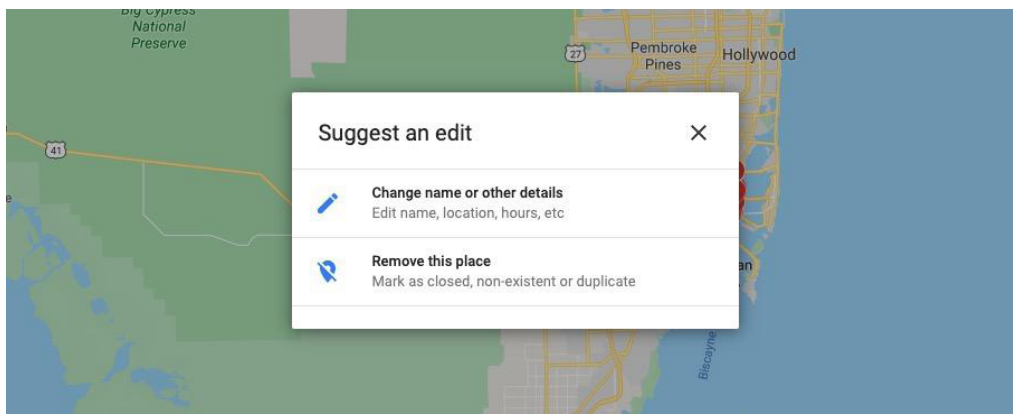 Big Cypress
National
Preserve
27
Pembroke
Pines
Hollywood
Suggest an edit
41
Change name or other details
Edit name, location, hours, etc
Remove this place
Mark as closed, non-existent or duplicate
Biscayne